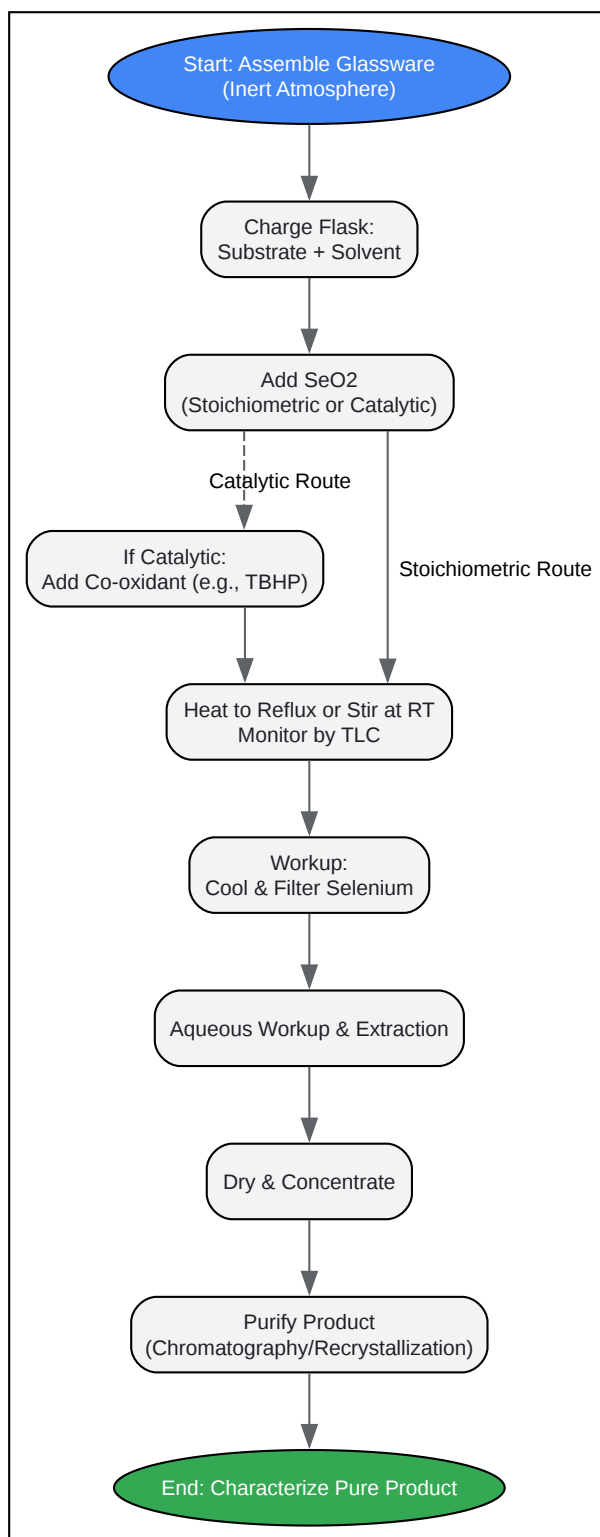 Start: Assemble Glassware
(Inert Atmosphere)
Charge Flask:
Substrate + Solvent
Add SeO2
(Stoichiometric or Catalytic)
Catalytic Route
If Catalytic:
Add Co-oxidant (e.g., TBHP)
Stoichiometric Route
Heat to Reflux or Stir at RT
Monitor by TLC
Workup:
Cool & Filter Selenium
Aqueous Workup & Extraction
Dry & Concentrate
Purify Product
(Chromatography/Recrystallization)
End: Characterize Pure Product